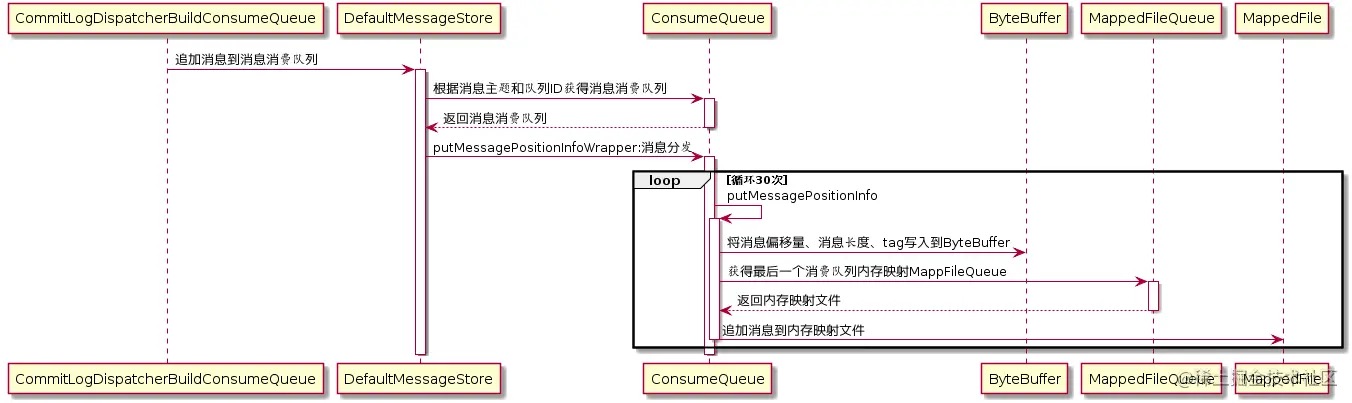 CommitLogDispatcherBuildConsumeQueue
DefaultMessageStore
ConsumeQueue
ByteBuffer
MappedFileQueue
MappedFile
追加消息到消息消费队列
根据消息主题和队列ID获得消息消费队列
返回消息消费队列
putMessagePositionInfoWrapper:消息分发
loop
[循环30次]
putMessagePositionInfo
将消息偏移量、消息长度、tag写入到ByteBuffer
获得最后一个消费队列内存映射MappFileQueue
返回内存映射文件
追加消息到内存映射文件
CommitLogDispatcherBuildConsumeQueue
DefaultMessageStore
ConsumeQueue
ByteBuffer
MappedFileQueue
MappedFile
@稀土掘金技术社区